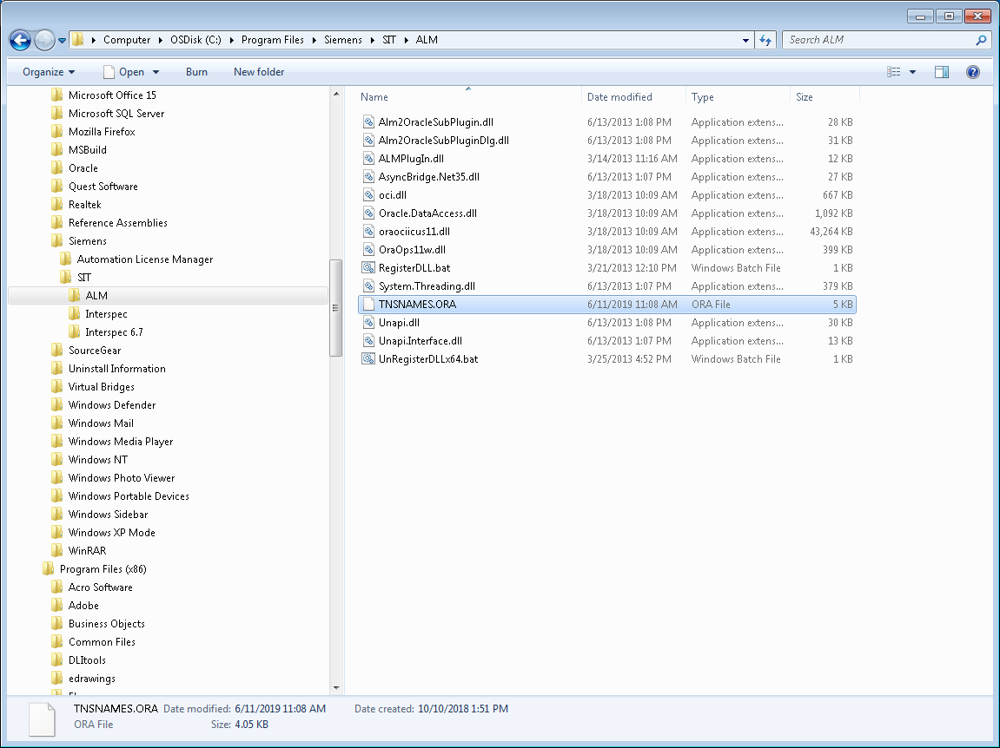 Computer OSDisk (C:) Program Files Siemens SIT ALM Search ALM
Organize Open Burn New folder
Microsoft Office 15
Microsoft SQL Server
Mozilla Firefox
MSBuild
Oracle
Quest Software
Realtek
Reference Assemblies
Siemens
Automation License Manager
SIT
ALM
Interspec
Interspec 6.7
SourceGear
Uninstall Information
Virtual Bridges
Windows Defender
Windows Mail
Windows Media Player
Windows NT
Windows Photo Viewer
Windows Portable Devices
Windows Sidebar
Windows XP Mode
WinRAR
Program Files (x86)
Acro Software
Adobe
Business Objects
Common Files
DLItools
edrawings
Name Date modified Type Size
Alm2OracleSubPlugin.dll 6/13/2013 1:08 PM Application extens... 28 KB
Alm2OracleSubPluginDlg.dll 6/13/2013 1:08 PM Application extens... 31 KB
ALMPlugIn.dll 3/14/2013 11:16 AM Application extens... 12 KB
AsyncBridge.Net35.dll 6/13/2013 1:07 PM Application extens... 27 KB
oci.dll 3/18/2013 10:09 AM Application extens... 667 KB
Oracle.DataAccess.dll 3/18/2013 10:09 AM Application extens... 1,092 KB
oraociicus11.dll 3/18/2013 10:09 AM Application extens... 43,264 KB
OraOps11w.dll 3/18/2013 10:09 AM Application extens... 399 KB
RegisterDLL.bat 3/21/2013 12:10 PM Windows Batch File 1 KB
System.Threading.dll 6/13/2013 1:07 PM Application extens... 379 KB
TNSNAMES.ORA 6/11/2019 11:08 AM ORA File 5 KB
Unapi.dll 6/13/2013 1:08 PM Application extens... 30 KB
Unapi.Interface.dll 6/13/2013 1:07 PM Application extens... 13 KB
UnRegisterDLLx64.bat 3/25/2013 4:52 PM Windows Batch File 1 KB
TNSNAMES.ORA Date modified: 6/11/2019 11:08 AM Date created: 10/10/2018 1:51 PM
ORA File Size: 4.05 KB